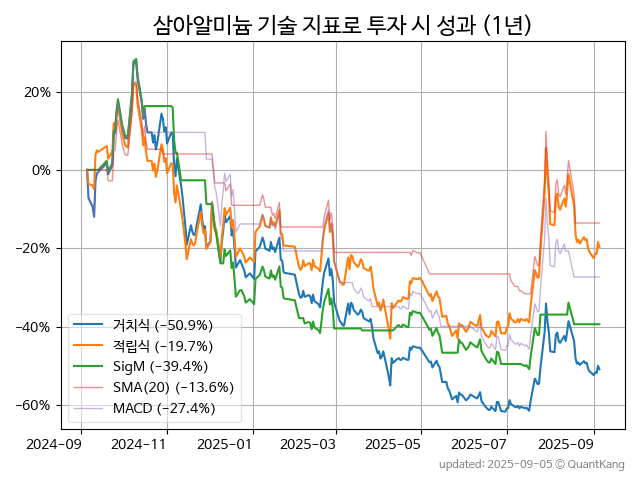 삼아알미늄 기술 지표로 투자 시 성과 (1년)
20%
0%
−20%
−40%
−60%
거치식 (−50.9%)
적립식 (−19.7%)
SigM (−39.4%)
SMA(20) (−13.6%)
MACD (−27.4%)
2024-09 2024-11 2025-01 2025-03 2025-05 2025-07 2025-09
updated: 2025-09-05 © QuantKang